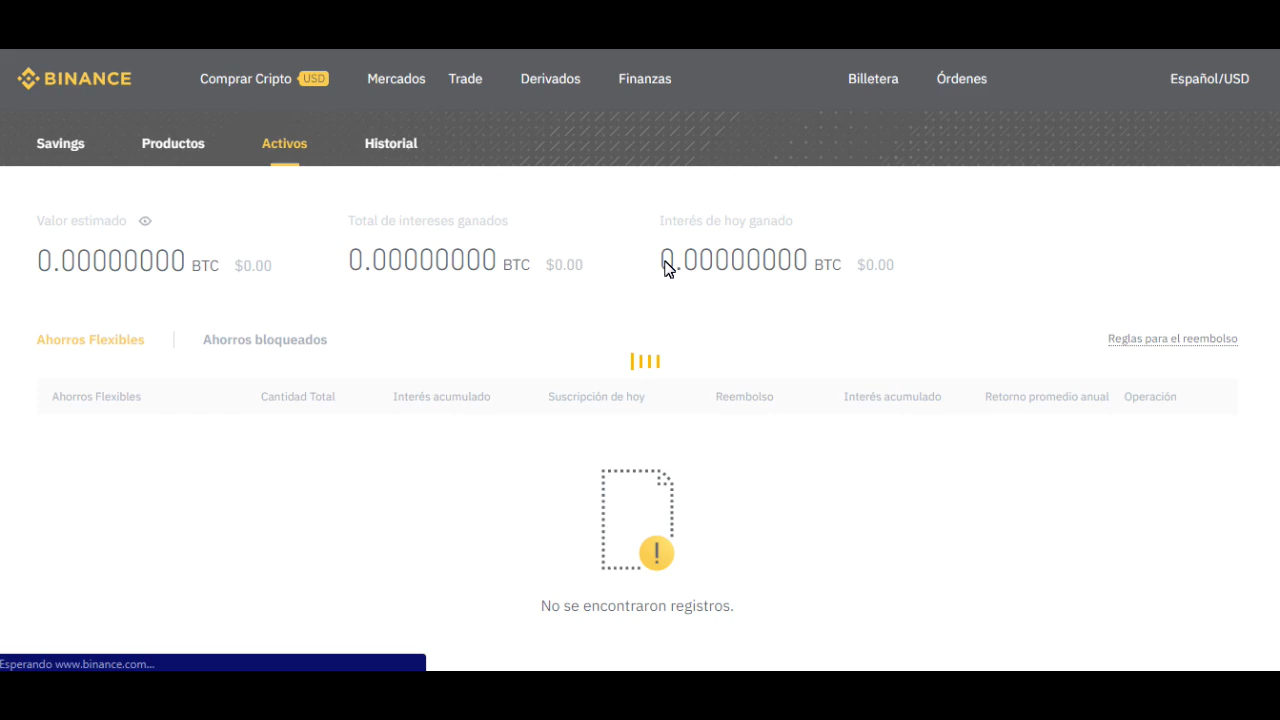 BINANCE Comprar Cripto USD Mercados Trade Derivados Finanzas Billetera Órdenes Español/USD
Savings Productos Activos Historial
Valor estimado Total de intereses ganados Interés de hoy ganado
0.00000000 BTC $0.00 0.00000000 BTC $0.00 0.00000000 BTC $0.00
Ahorros Flexibles Ahorros bloqueados Reglas para el reembolso
Ahorros Flexibles Cantidad Total Interés acumulado Suscripción de hoy Reembolso Interés acumulado Retorno promedio anual Operación
No se encontraron registros.
Esperando www.binance.com...